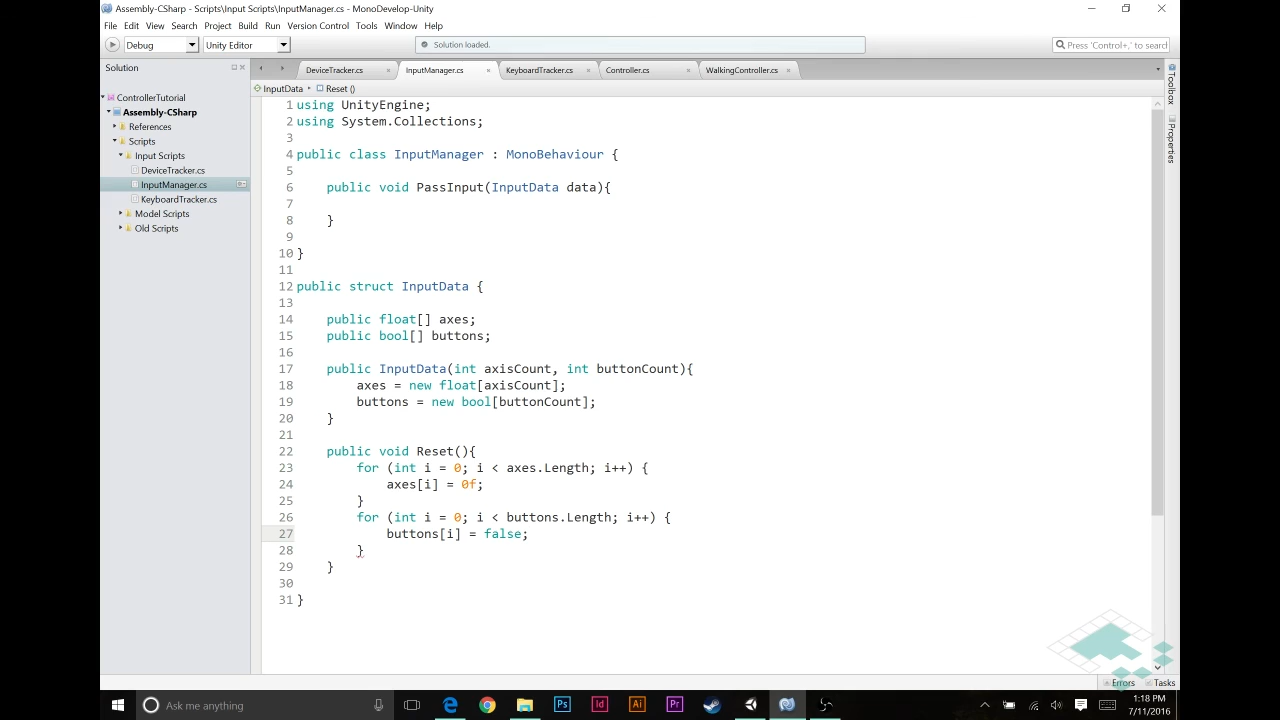 Assembly-CSharp - Scripts\Input Scripts\InputManager.cs - MonoDevelop-Unity
File Edit View Search Project Build Run Version Control Tools Window Help
Debug Unity Editor Solution loaded. Press 'Control+,' to search
Solution
DeviceTracker.cs InputManager.cs KeyboardTracker.cs Controller.cs WalkingController.cs
InputData Reset ()
Toolbox
Properties
ControllerTutorial
Assembly-CSharp
References
Scripts
Input Scripts
DeviceTracker.cs
InputManager.cs
KeyboardTracker.cs
Model Scripts
Old Scripts
1 using UnityEngine;
2 using System.Collections;
3
4 public class InputManager : MonoBehaviour {
5
6 public void PassInput(InputData data){
7
8 }
9
10 }
11
12 public struct InputData {
13
14 public float[] axes;
15 public bool[] buttons;
16
17 public InputData(int axisCount, int buttonCount){
18 axes = new float[axisCount];
19 buttons = new bool[buttonCount];
20 }
21
22 public void Reset(){
23 for (int i = 0; i < axes.Length; i++) {
24 axes[i] = 0f;
25 }
26 for (int i = 0; i < buttons.Length; i++) {
27 buttons[i] = false;
28 }
29 }
30
31 }
Errors Tasks
Ask me anything
Ps Id Ai Pr
1:18 PM
7/11/2016